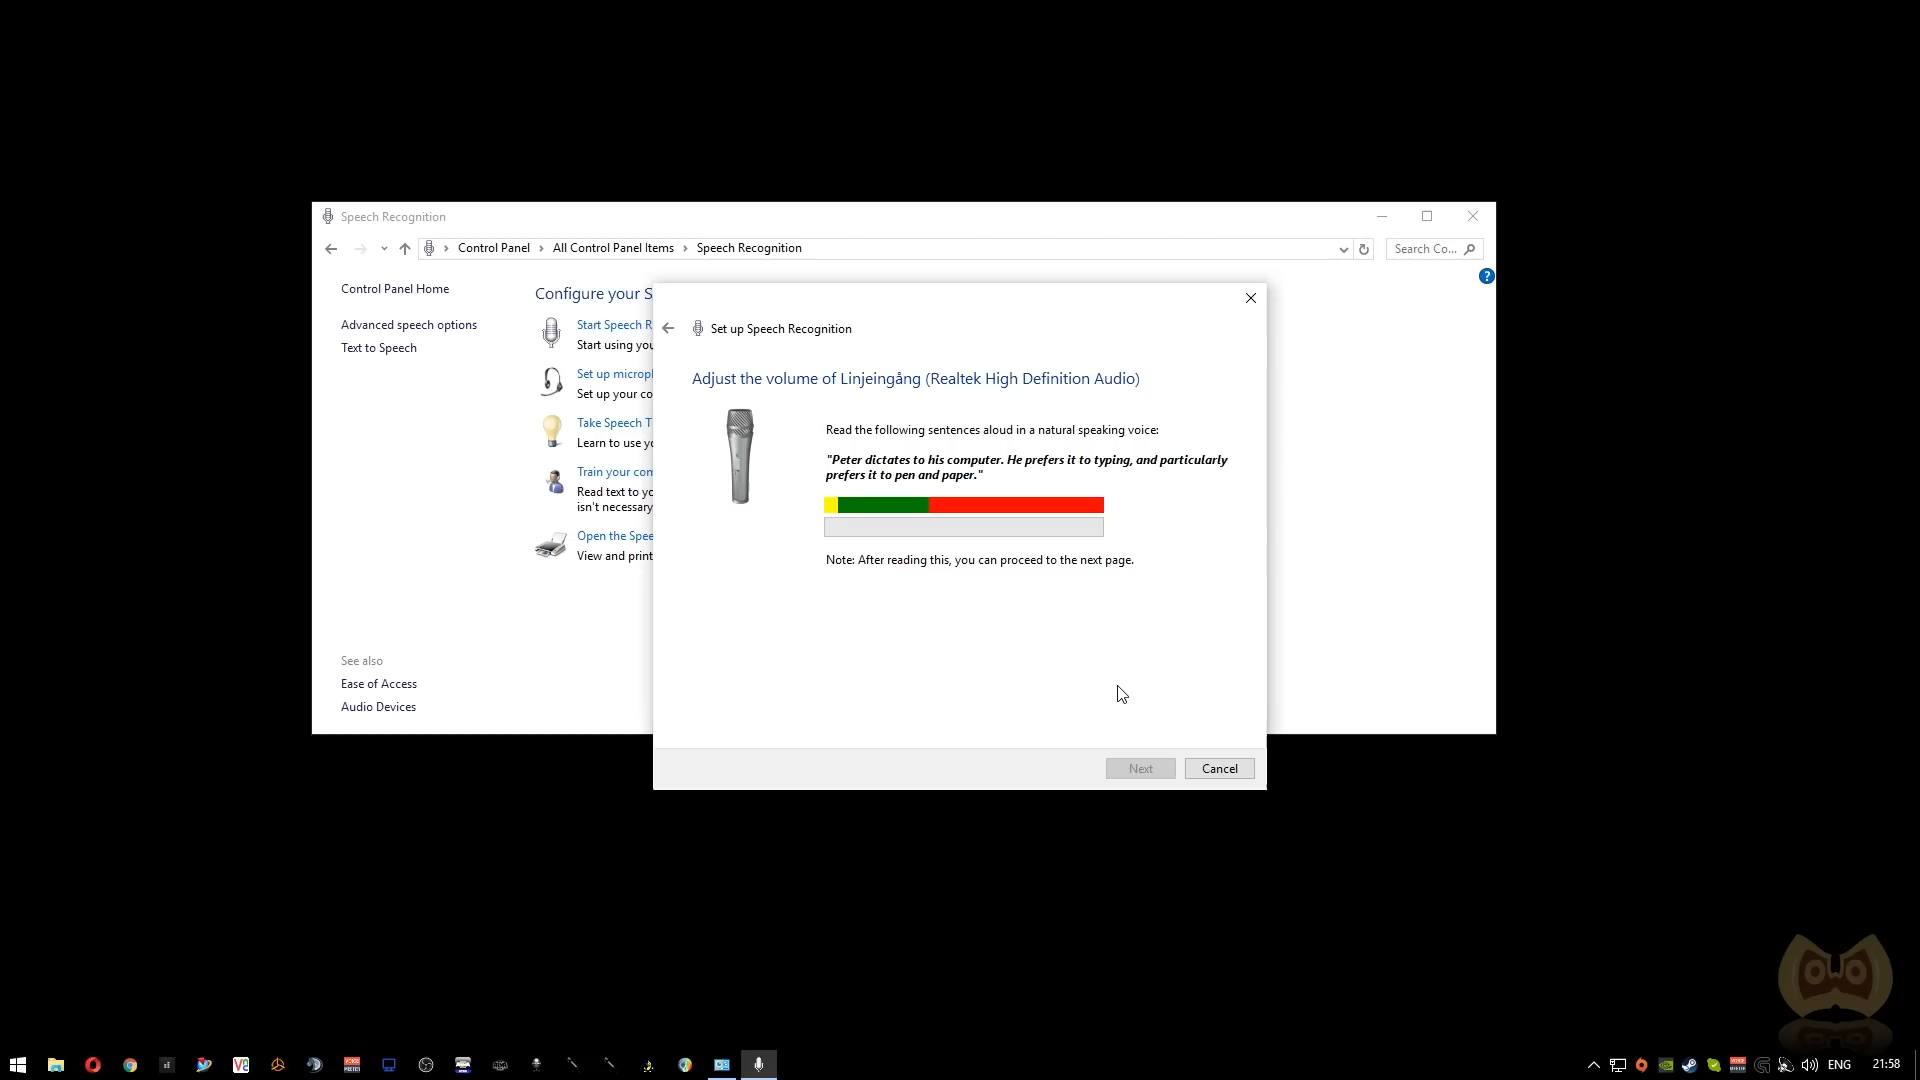 Speech Recognition
Control Panel
All Control Panel Items
Speech Recognition
Search Co...
?
Control Panel Home
Advanced speech options
Text to Speech
Configure your S
Start Speech R
Start using you
Set up microp
Set up your co
Take Speech T
Learn to use yo
Train your com
Read text to yo
isn't necessary
Open the Spee
View and print
See also
Ease of Access
Audio Devices
Set up Speech Recognition
Adjust the volume of Linjeingång (Realtek High Definition Audio)
Read the following sentences aloud in a natural speaking voice:
"Peter dictates to his computer. He prefers it to typing, and particularly
prefers it to pen and paper."
Note: After reading this, you can proceed to the next page.
Next
Cancel
ENG
21:58